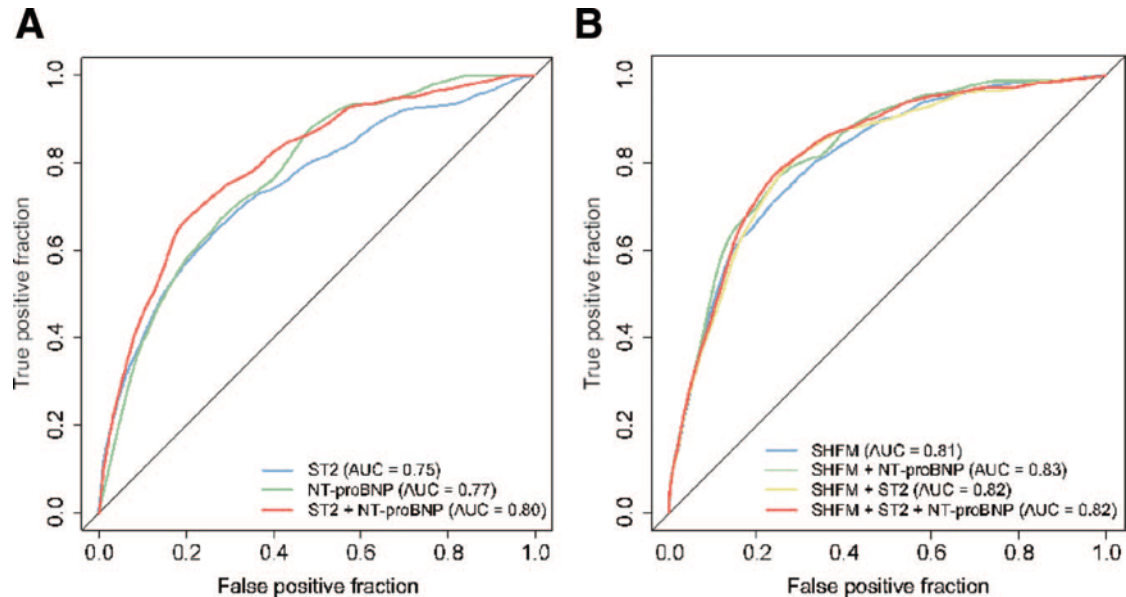 A
True positive fraction
1.0
0.8
0.6
0.4
0.2
0.0
ST2 (AUC = 0.75)
NT-proBNP (AUC = 0.77)
ST2 + NT-proBNP (AUC = 0.80)
0.0 0.2 0.4 0.6 0.8 1.0
False positive fraction
B
True positive fraction
1.0
0.8
0.6
0.4
0.2
0.0
SHFM (AUC = 0.81)
SHFM + NT-proBNP (AUC = 0.83)
SHFM + ST2 (AUC = 0.82)
SHFM + ST2 + NT-proBNP (AUC = 0.82)
0.0 0.2 0.4 0.6 0.8 1.0
False positive fraction